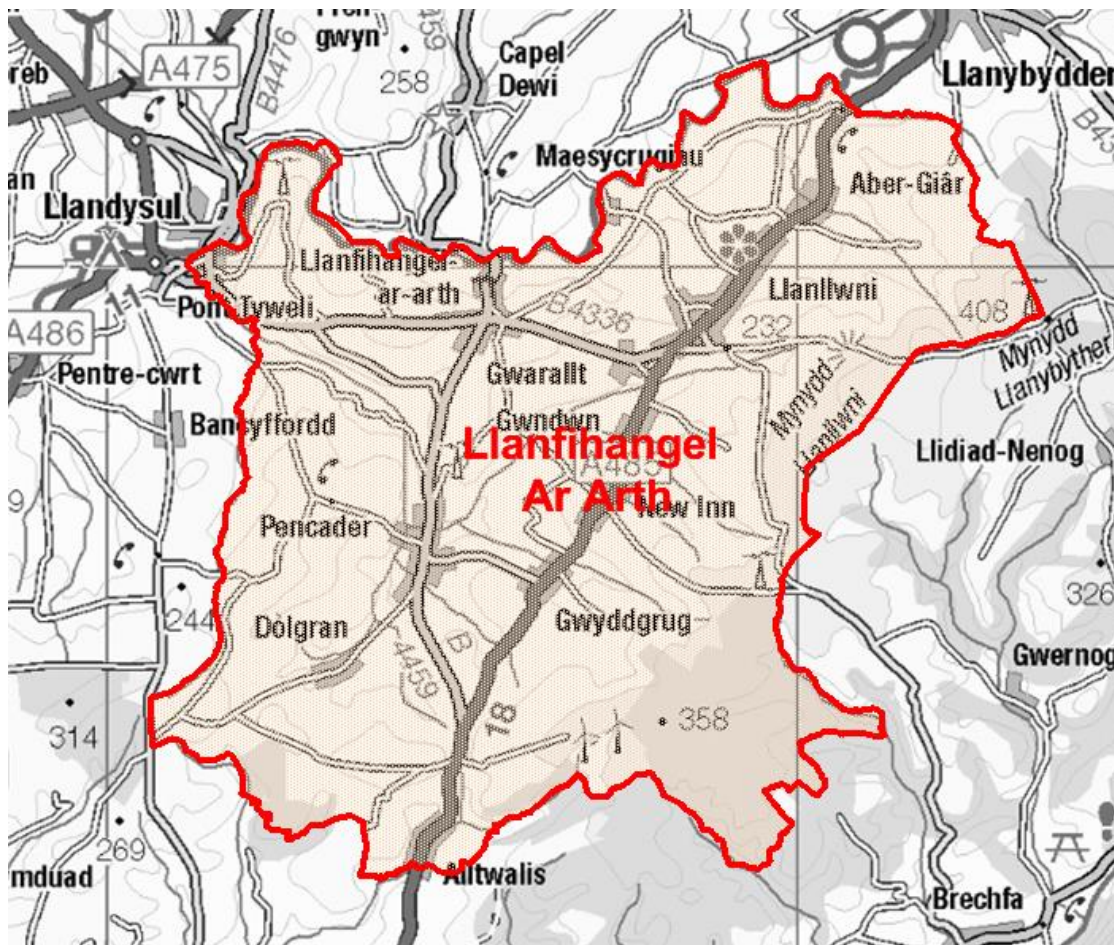 gwyn
A475
B4476
258
Capel
Dewi
Llanybydder
Maesycrugiau
Aber-Giâr
Llandysul
Llanfihangel-
ar-arth
Llanllwni
Pont-Tyweli
B4336
232
408
A486
11
Mynydd
Llanybyther
Pentre-cwrt
Gwarallt
Mynydd
Llanllwni
Bancyffordd
Gwndwn
Llanfihangel
Ar Arth
A485
Llidiad-Nenog
New Inn
Pencader
326
244
Dolgran
Gwyddgrug
B
4459
Gwernog
18
358
314
269
mduad
Alltwalis
Brechfa